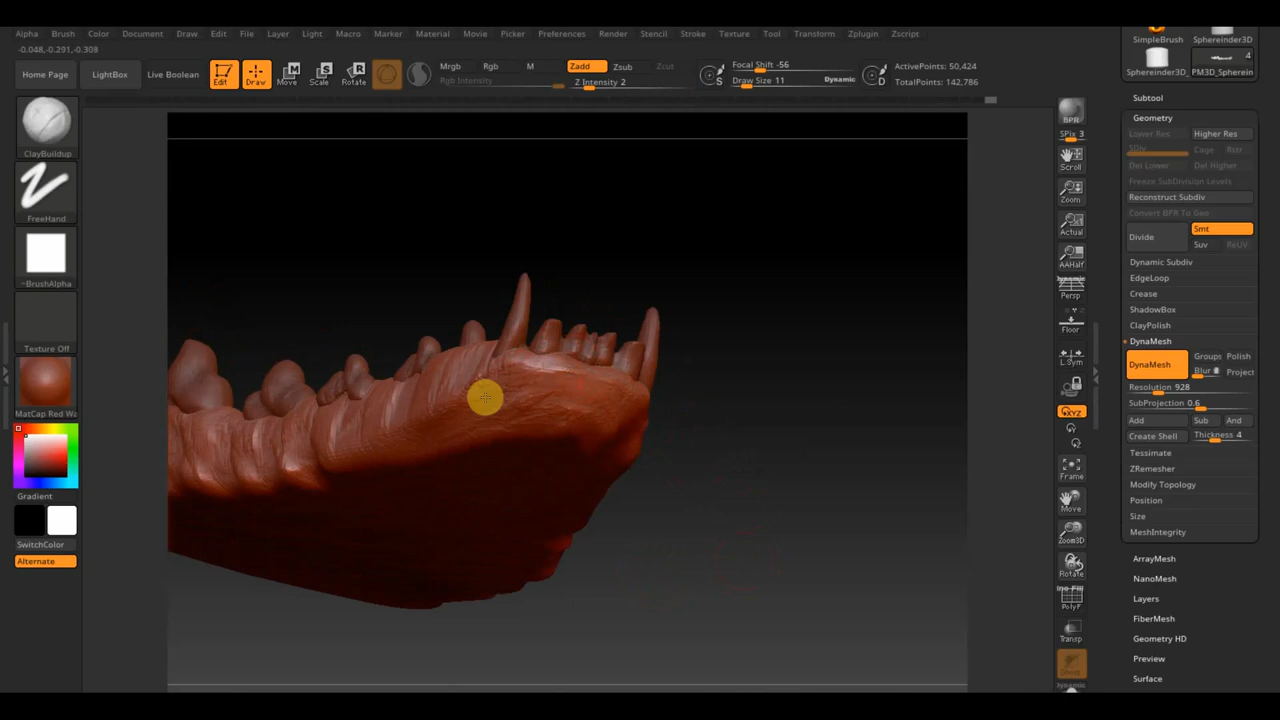 Alpha Brush Color Document Draw Edit File Layer Light Macro Marker Material Movie Picker Preferences Render Stencil Stroke Texture Tool Transform Zplugin Zscript
-0.048,-0.291,-0.308
Home Page
LightBox
Live Boolean
Edit
Draw
Move
Scale
Rotate
Mrgb Rgb M
Rgb Intensity
Zadd Zsub Zcut
Z Intensity 2
S
Focal Shift -56
Draw Size 11
Dynamic
D
ActivePoints: 50,424
TotalPoints: 142,786
ClayBuildup
FreeHand
~BrushAlpha
Texture Off
MatCap Red Wa
Gradient
SwitchColor
Alternate
BPR
SPix 3
Scroll
Zoom
Actual
AAHalf
Dynamic
Persp
Floor
L.Sym
XYZ
Frame
Move
Zoom3D
Rotate
PolyF
Transp
Dynamic
SimpleBrush Sphereinder3D
4
Sphereinder3D_ PM3D_Spherein
Subtool
Geometry
Lower Res Higher Res
SDiv Cage Rstr
Del Lower Del Higher
Freeze SubDivision Levels
Reconstruct Subdiv
Convert BPR To Geo
Divide
Smt
Suv ReUV
Dynamic Subdiv
EdgeLoop
Crease
ShadowBox
ClayPolish
DynaMesh
DynaMesh
Groups Polish
Blur Project
Resolution 928
SubProjection 0.6
Add Sub And
Create Shell Thickness 4
Tessimate
ZRemesher
Modify Topology
Position
Size
MeshIntegrity
ArrayMesh
NanoMesh
Layers
FiberMesh
Geometry HD
Preview
Surface